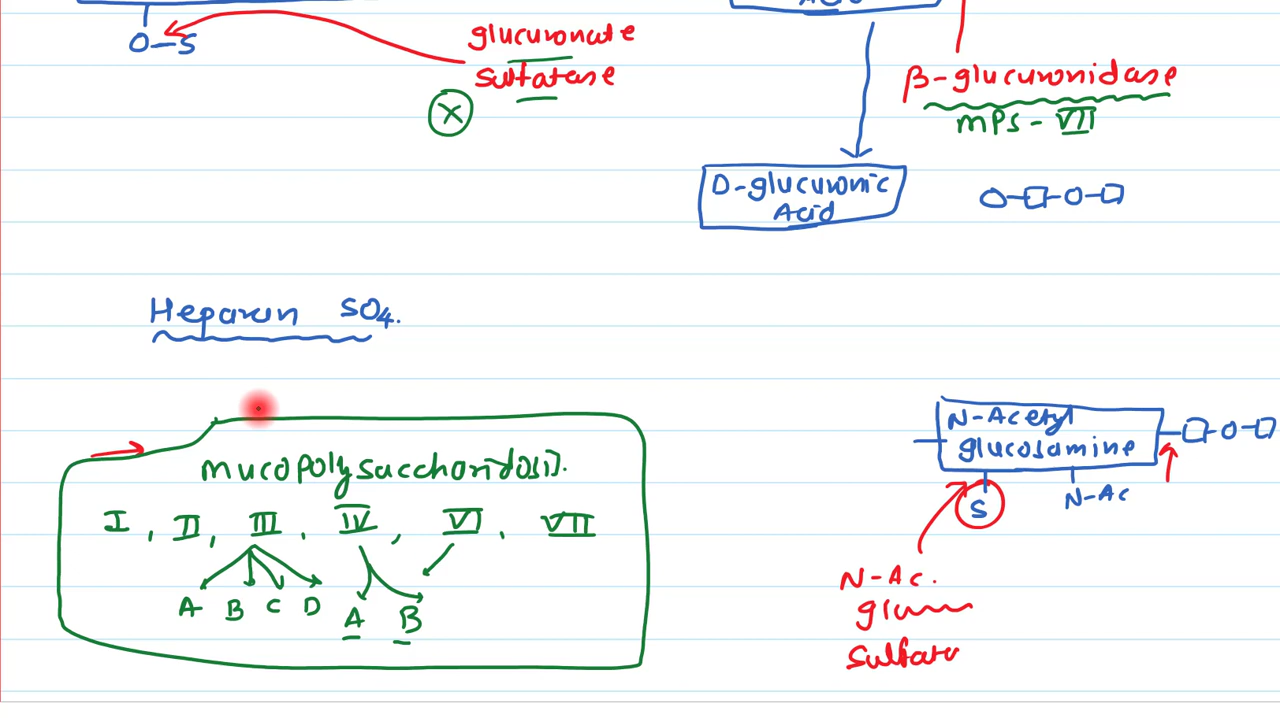 Acid
O-S
glucuronate
sulfatase
X
β-glucuronidase
MPS - VII
D-glucuronic
Acid
Heparan SO4.
mucopolysaccharidosis.
I, II, III, IV, VI, VII
A B C D A B
N-Acetyl
glucosamine
S
N-Ac
N-Ac.
Sulfate